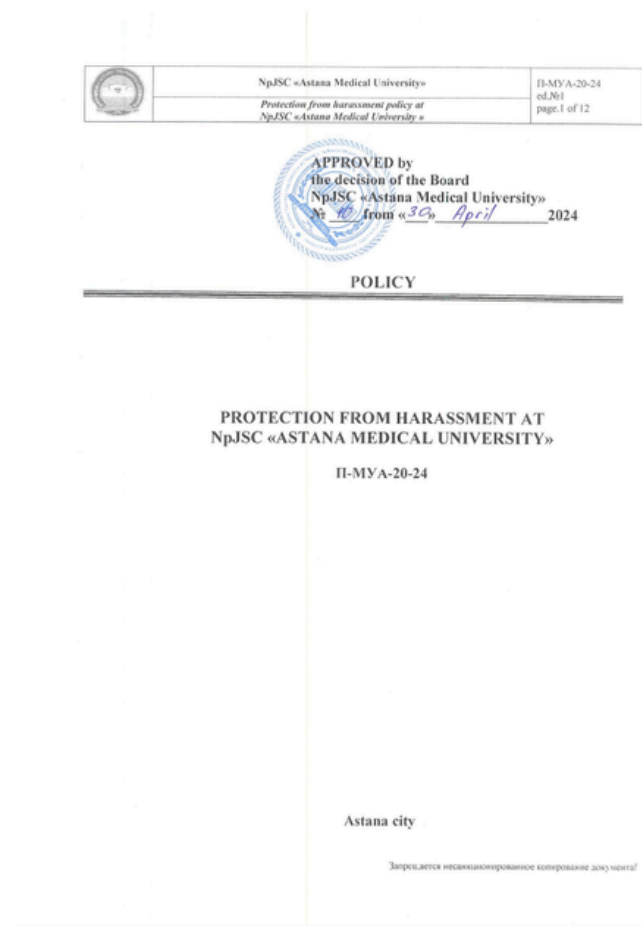 NpJSC «Astana Medical University»
Protection from harassment policy at
NpJSC «Astana Medical University »
П-МУА-20-24
ed.№1
page.1 of 12
APPROVED by
the decision of the Board
NpJSC «Astana Medical University»
№ 10 from «30» April 2024
POLICY
PROTECTION FROM HARASSMENT AT
NpJSC «ASTANA MEDICAL UNIVERSITY»
П-МУА-20-24
Astana city
Запрещается несанкционированное копирование документа!